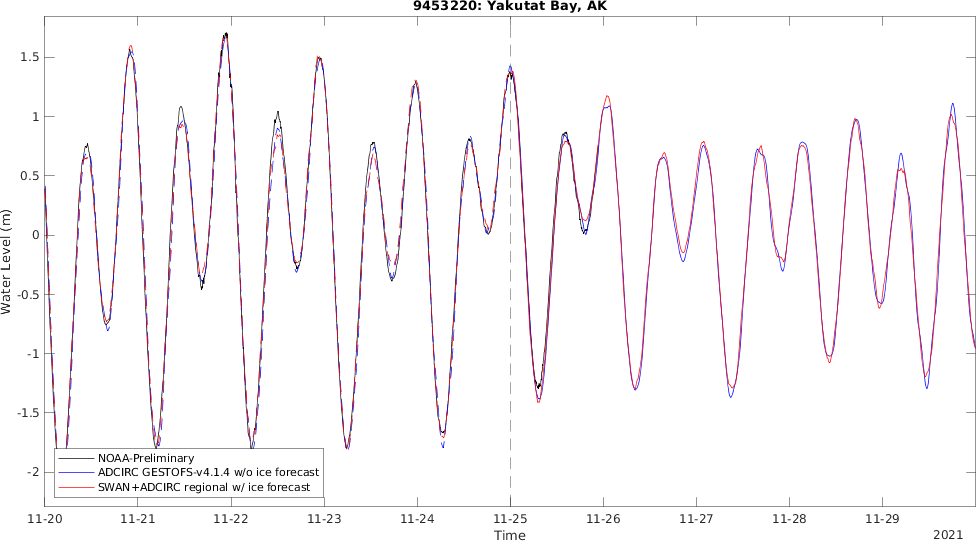 9453220: Yakutat Bay, AK
Water Level (m)
1.5
1
0.5
0
-0.5
-1
-1.5
-2
NOAA-Preliminary
ADCIRC GESTOFS-v4.1.4 w/o ice forecast
SWAN+ADCIRC regional w/ ice forecast
11-20 11-21 11-22 11-23 11-24 11-25 11-26 11-27 11-28 11-29
Time
2021